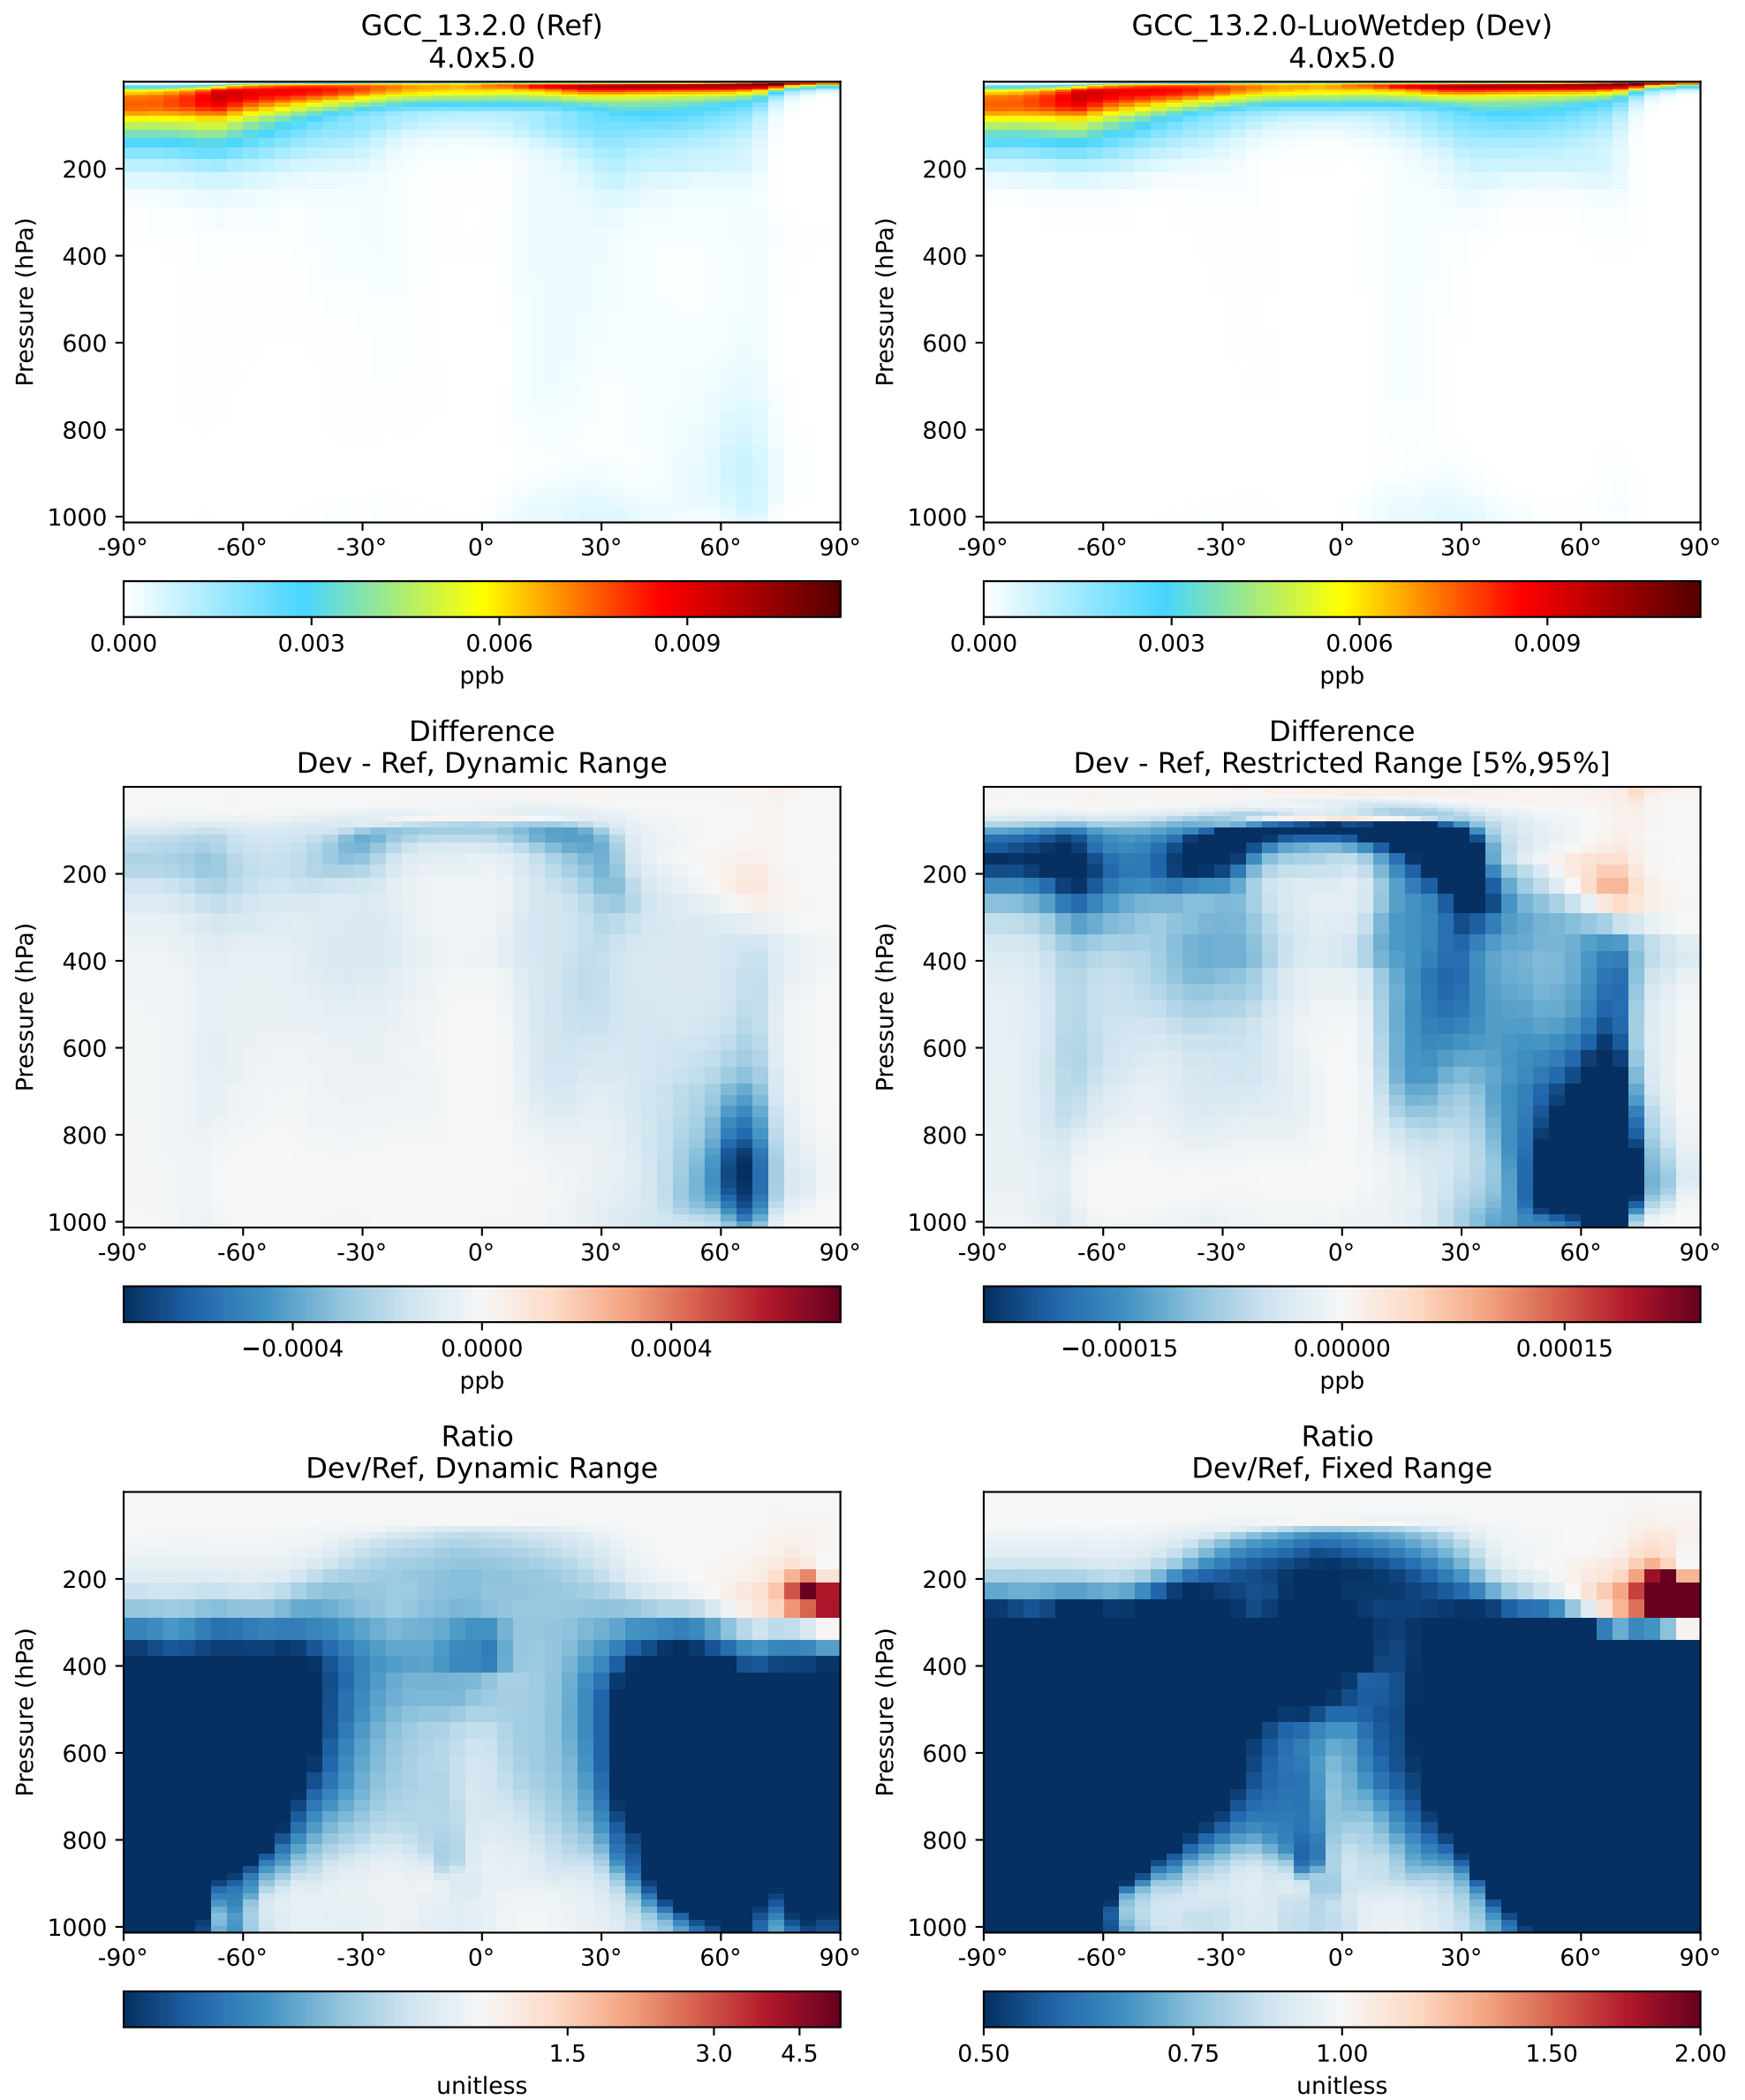 GCC_13.2.0 (Ref)
4.0x5.0
Pressure (hPa)
200
400
600
800
1000
-90° -60° -30° 0° 30° 60° 90°
0.000 0.003 0.006 0.009
ppb
GCC_13.2.0-LuoWetdep (Dev)
4.0x5.0
Pressure (hPa)
200
400
600
800
1000
-90° -60° -30° 0° 30° 60° 90°
0.000 0.003 0.006 0.009
ppb
Difference
Dev - Ref, Dynamic Range
Pressure (hPa)
200
400
600
800
1000
-90° -60° -30° 0° 30° 60° 90°
−0.0004 0.0000 0.0004
ppb
Difference
Dev - Ref, Restricted Range [5%,95%]
Pressure (hPa)
200
400
600
800
1000
-90° -60° -30° 0° 30° 60° 90°
−0.00015 0.00000 0.00015
ppb
Ratio
Dev/Ref, Dynamic Range
Pressure (hPa)
200
400
600
800
1000
-90° -60° -30° 0° 30° 60° 90°
1.5 3.0 4.5
unitless
Ratio
Dev/Ref, Fixed Range
Pressure (hPa)
200
400
600
800
1000
-90° -60° -30° 0° 30° 60° 90°
0.50 0.75 1.00 1.50 2.00
unitless